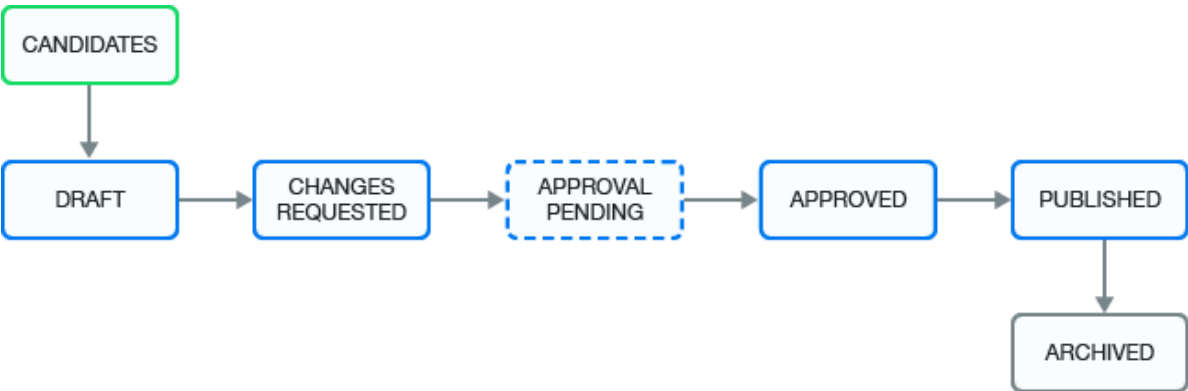 CANDIDATES
DRAFT
CHANGES
REQUESTED
APPROVAL
PENDING
APPROVED
PUBLISHED
ARCHIVED